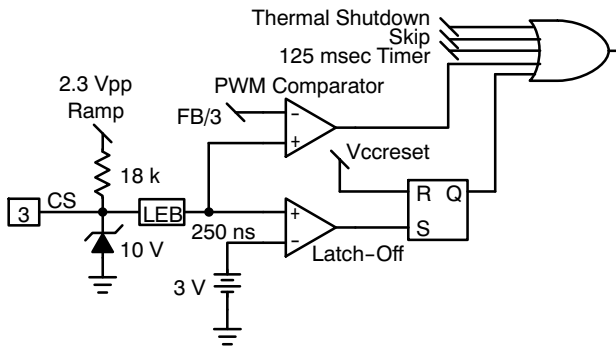 Thermal Shutdown
Skip
125 msec Timer
2.3 Vpp
Ramp
PWM Comparator
FB/3
−
+
Vccreset
18 k
3
CS
LEB
250 ns
+
−
R
Q
S
10 V
Latch−Off
3 V